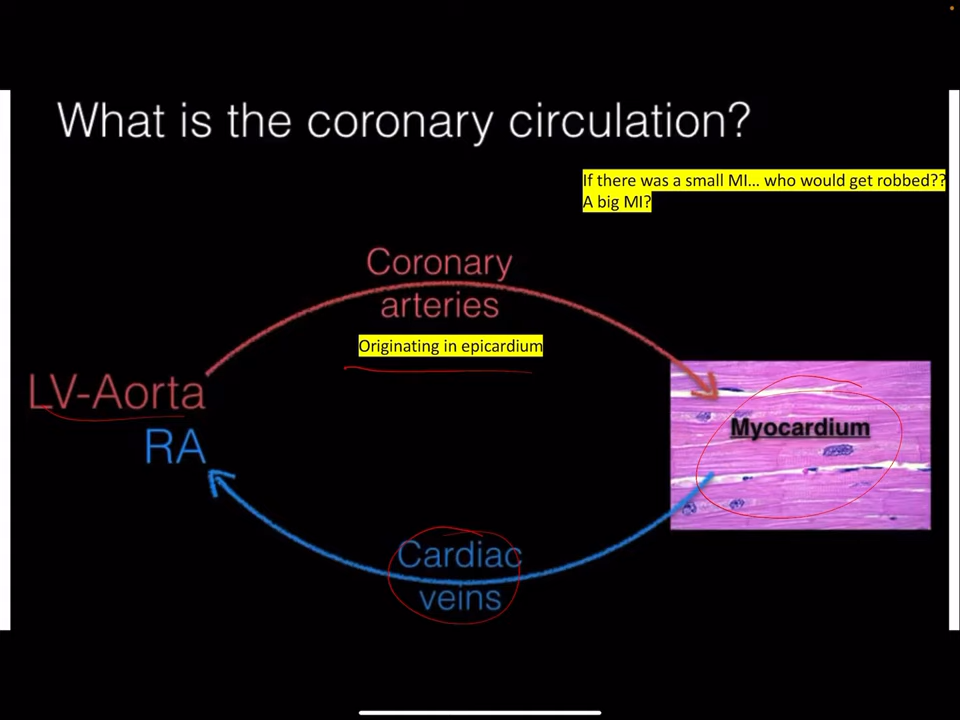 What is the coronary circulation?
If there was a small MI... who would get robbed??
A big MI?
Coronary
arteries
Originating in epicardium
LV-Aorta
RA
Myocardium
Cardiac
veins